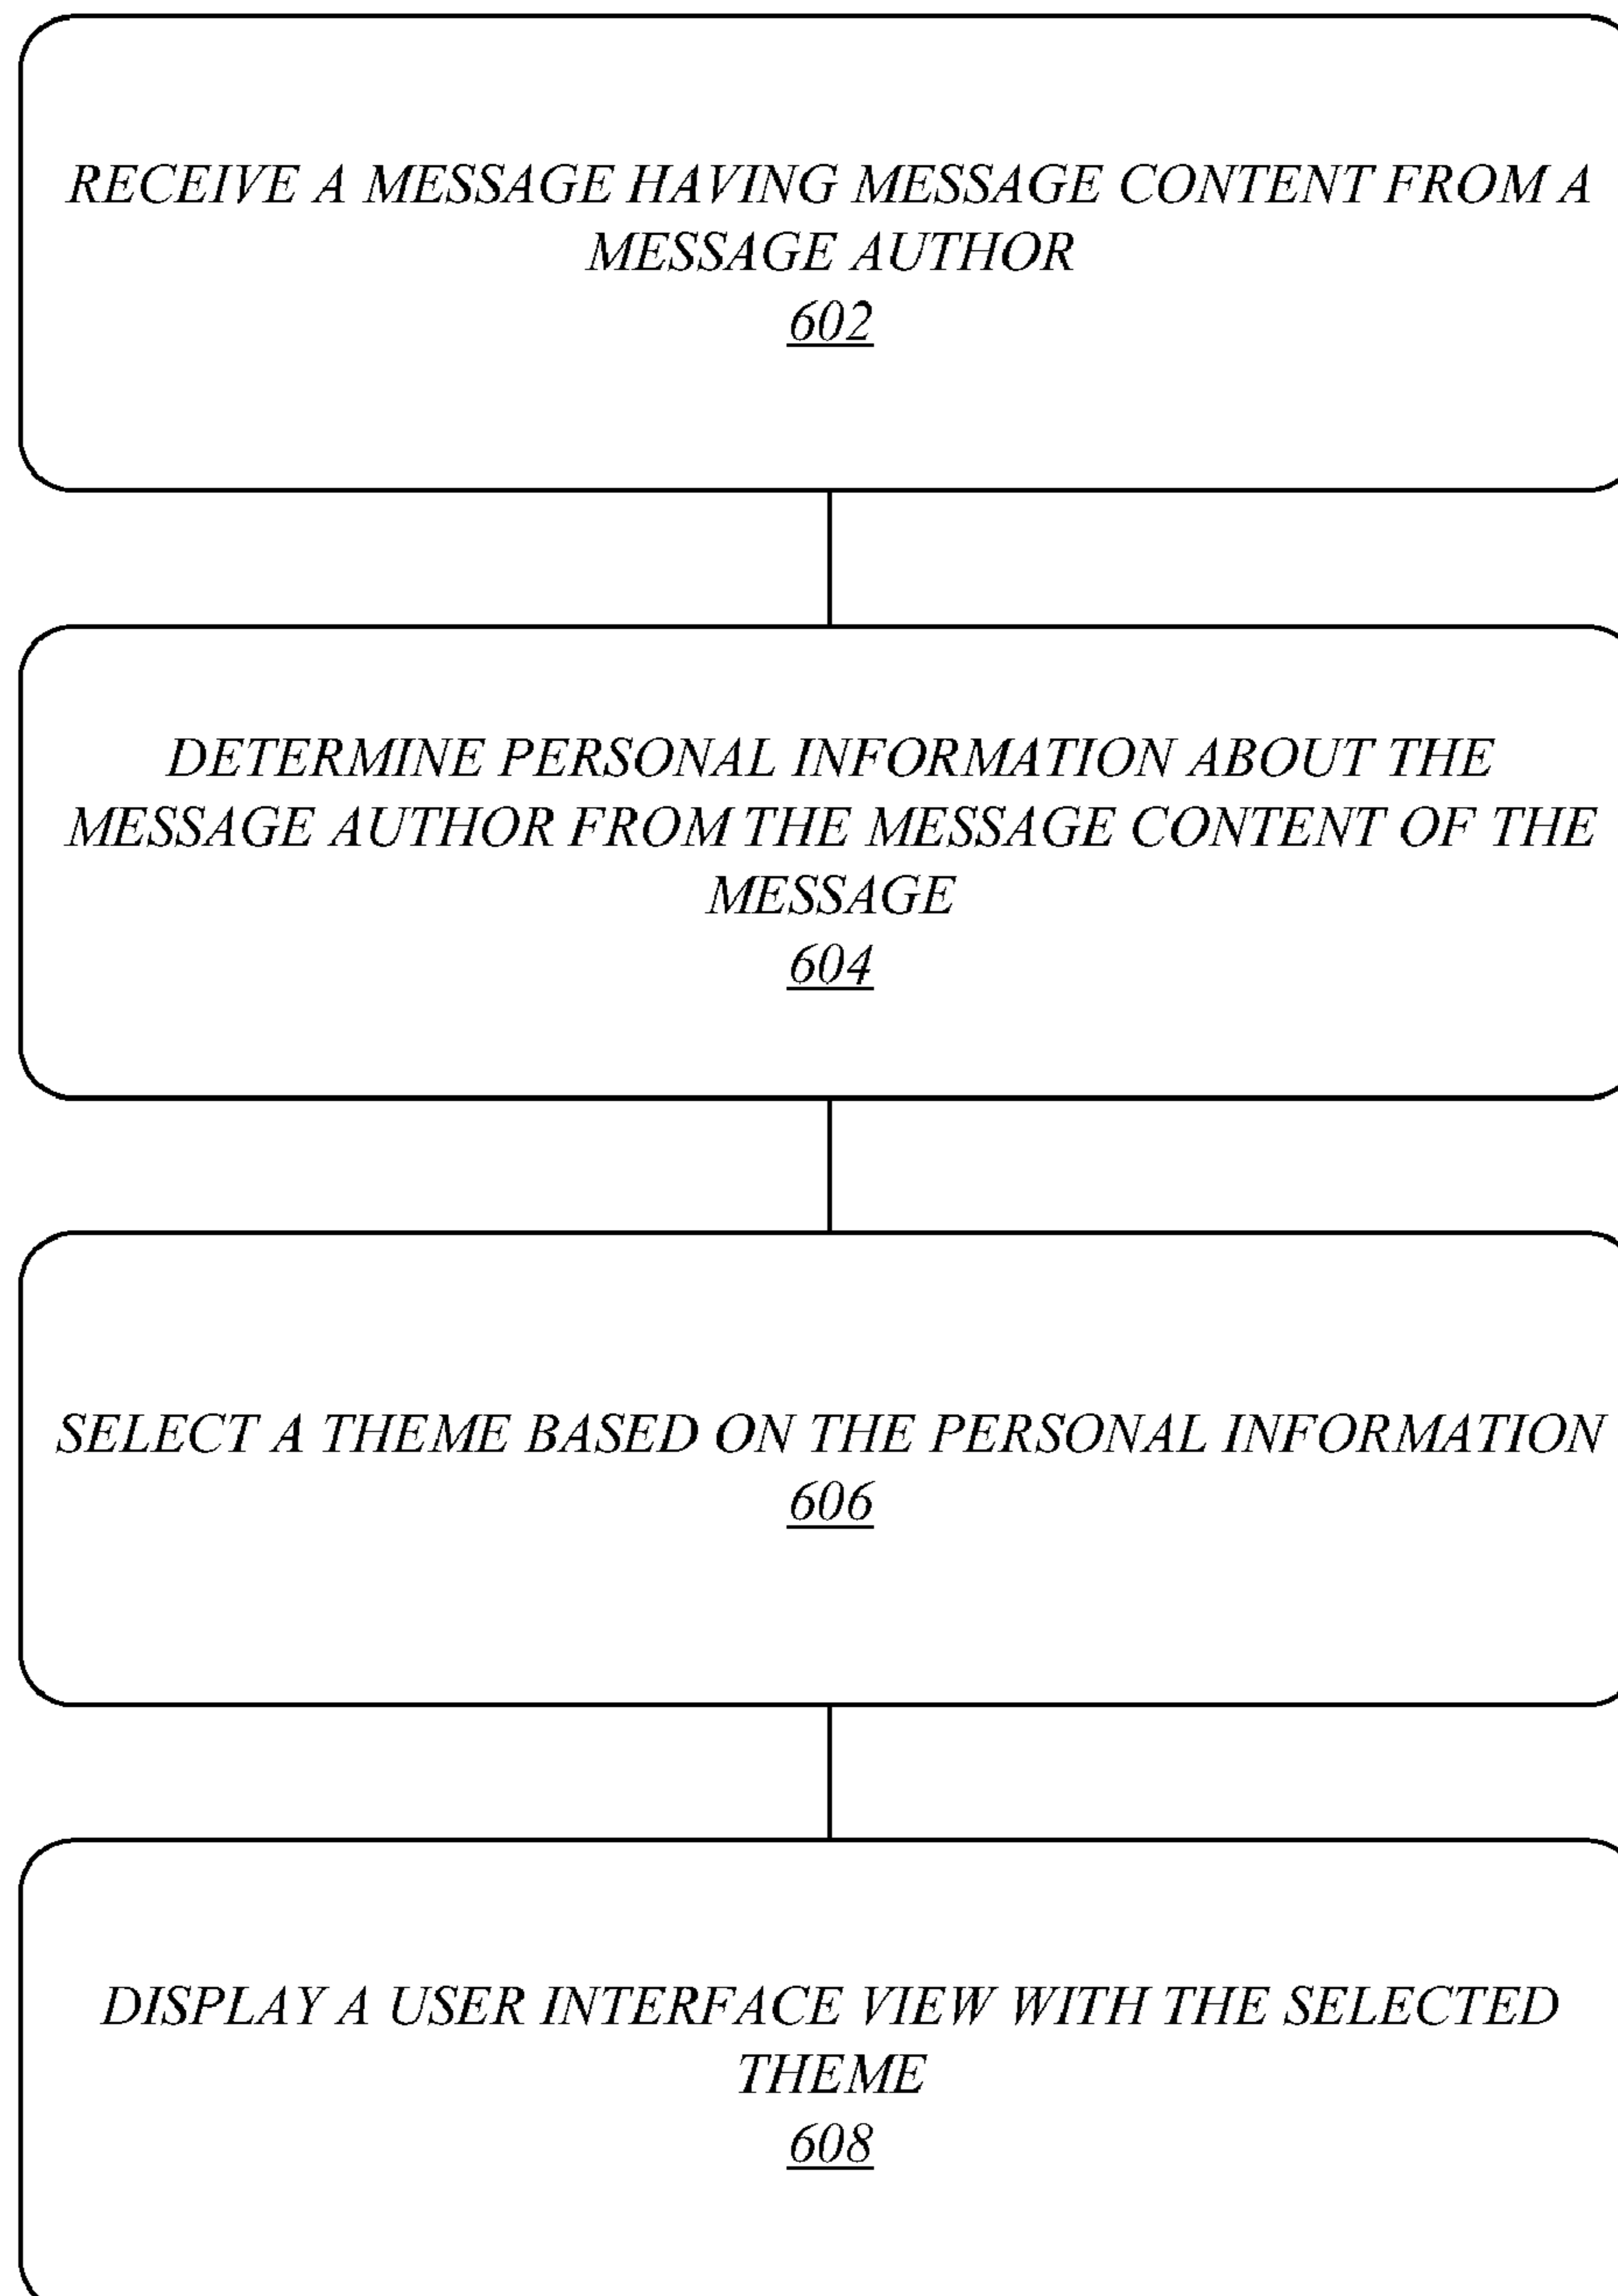 RECEIVE A MESSAGE HAVING MESSAGE CONTENT FROM A
MESSAGE AUTHOR
602
DETERMINE PERSONAL INFORMATION ABOUT THE
MESSAGE AUTHOR FROM THE MESSAGE CONTENT OF THE
MESSAGE
604
SELECT A THEME BASED ON THE PERSONAL INFORMATION
606
DISPLAY A USER INTERFACE VIEW WITH THE SELECTED
THEME
608